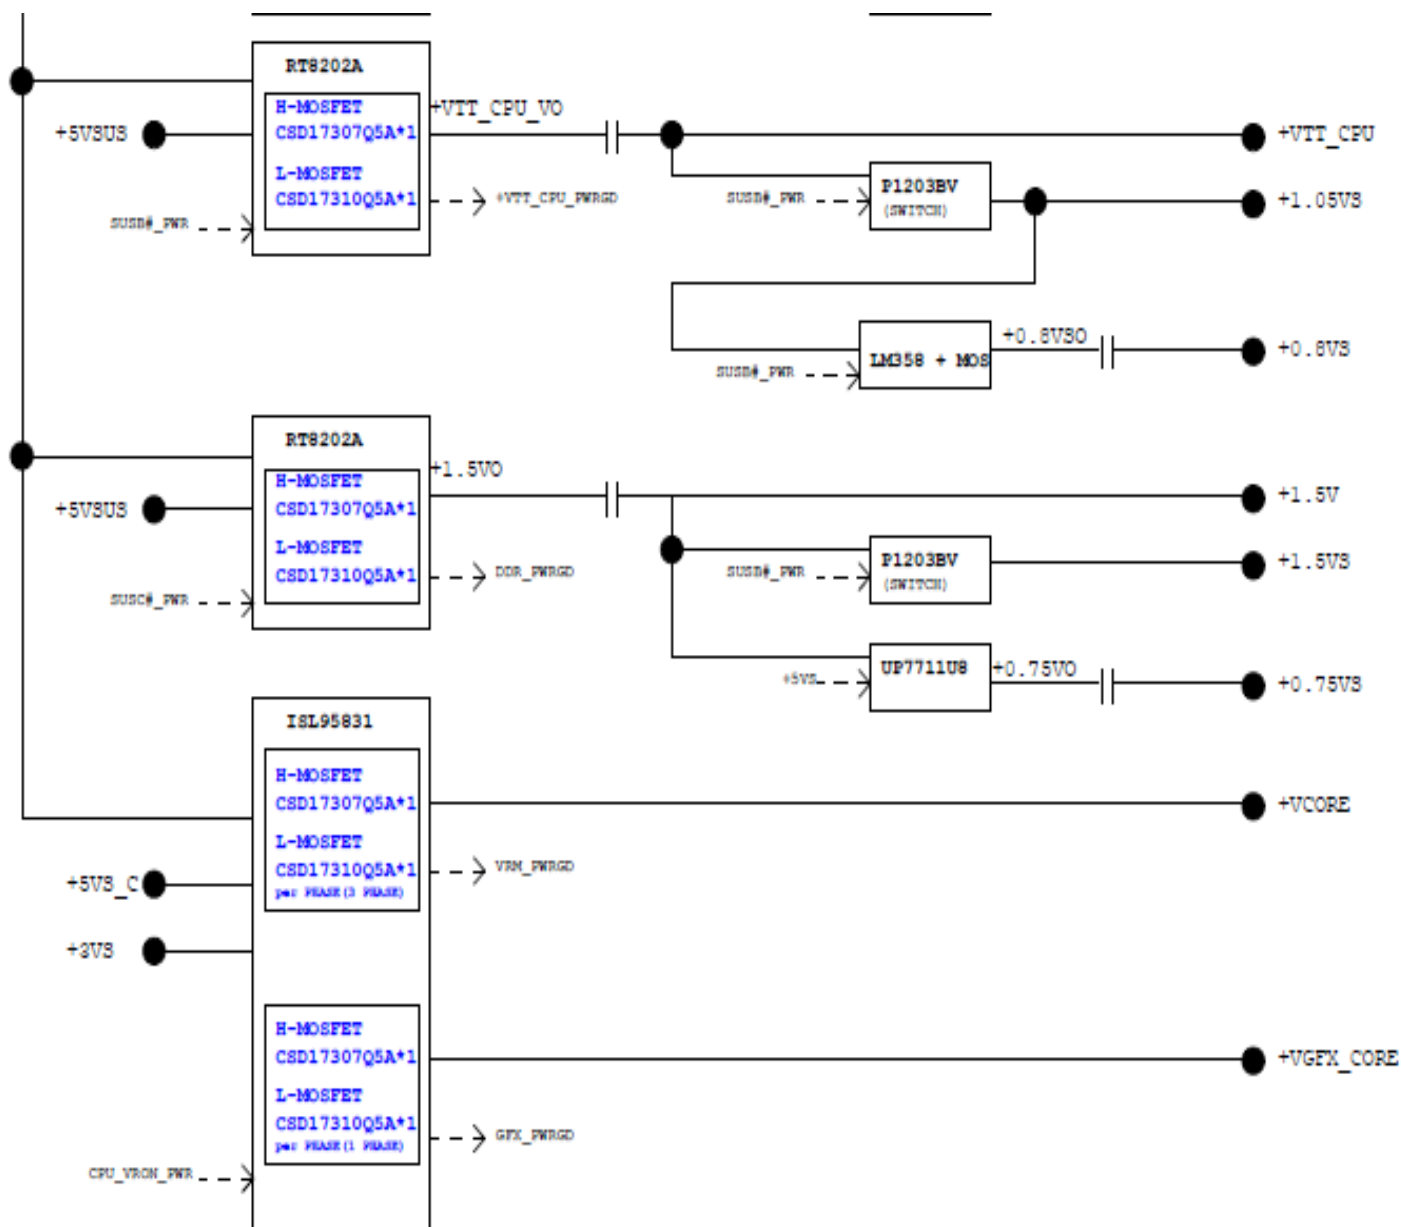 RT8202A
H-MOSFET
+VTT_CPU_VO
+5VSUS
CSD17307Q5A*1
+VTT_CPU
L-MOSFET
P1203BV
CSD17310Q5A*1
+VTT_CPU_PWRGD
SUSB#_PWR
(SWITCH)
+1.05VS
SUSB#_PWR
+0.8VSO
+0.8VS
LM358 + MOS
SUSB#_PWR
RT8202A
+1.5VO
H-MOSFET
+5VSUS
CSD17307Q5A*1
+1.5V
L-MOSFET
P1203BV
+1.5VS
CSD17310Q5A*1
DDR_PWRGD
SUSB#_PWR
(SWITCH)
SUSC#_PWR
UP7711U8
+0.75VO
+5VS
+0.75VS
ISL95831
H-MOSFET
CSD17307Q5A*1
+VCORE
L-MOSFET
CSD17310Q5A*1
VRM_PWRGD
+5VS_C
per PHASE(3 PHASE)
+3VS
H-MOSFET
CSD17307Q5A*1
+VGFX_CORE
L-MOSFET
CSD17310Q5A*1
GFX_PWRGD
per PHASE(1 PHASE)
CPU_VRON_PWR